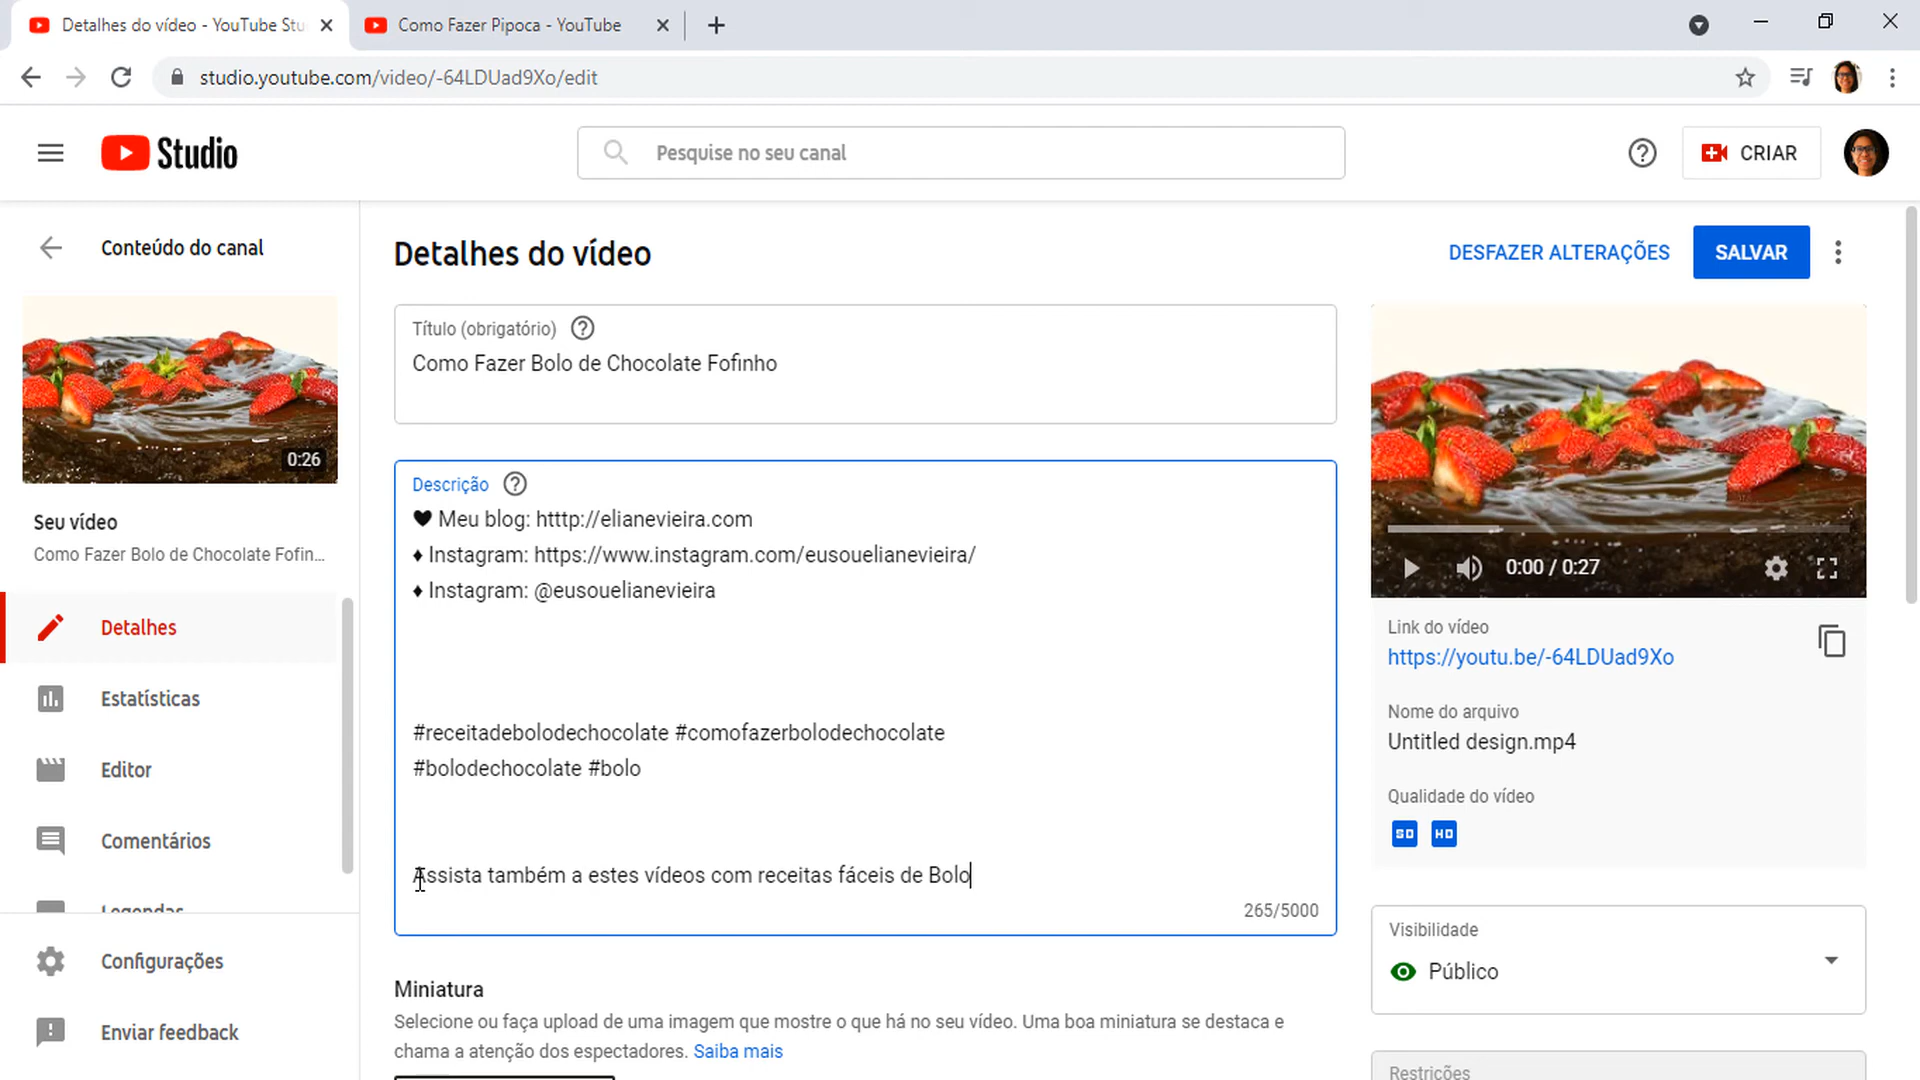 Detalhes do vídeo - YouTube Stu
Como Fazer Pipoca - YouTube
studio.youtube.com/video/-64LDUad9Xo/edit
Studio
Pesquise no seu canal
CRIAR
Conteúdo do canal
0:26
Seu vídeo
Como Fazer Bolo de Chocolate Fofin...
Detalhes
Estatísticas
Editor
Comentários
Legendas
Configurações
Enviar feedback
Detalhes do vídeo
DESFAZER ALTERAÇÕES
SALVAR
Título (obrigatório)
Como Fazer Bolo de Chocolate Fofinho
Descrição
♥ Meu blog: htttp://elianevieira.com
♦ Instagram: https://www.instagram.com/eusouelianevieira/
♦ Instagram: @eusouelianevieira
#receitadebolodechocolate #comofazerbolodechocolate
#bolodechocolate #bolo
Assista também a estes vídeos com receitas fáceis de Bolo
265/5000
Miniatura
Selecione ou faça upload de uma imagem que mostre o que há no seu vídeo. Uma boa miniatura se destaca e
chama a atenção dos espectadores. Saiba mais
0:00 / 0:27
Link do vídeo
https://youtu.be/-64LDUad9Xo
Nome do arquivo
Untitled design.mp4
Qualidade do vídeo
SD HD
Visibilidade
Público
Restrições